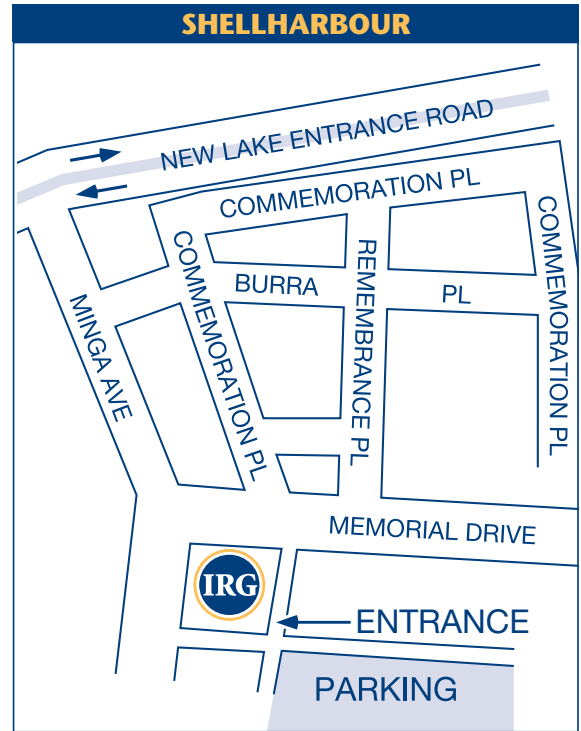 SHELLHARBOUR
NEW LAKE ENTRANCE ROAD
COMMEMORATION PL
COMMEMORATION PL
COMMEMORATION PL
REMEMBRANCE PL
BURRA PL
MINGA AVE
MEMORIAL DRIVE
IRG
ENTRANCE
PARKING